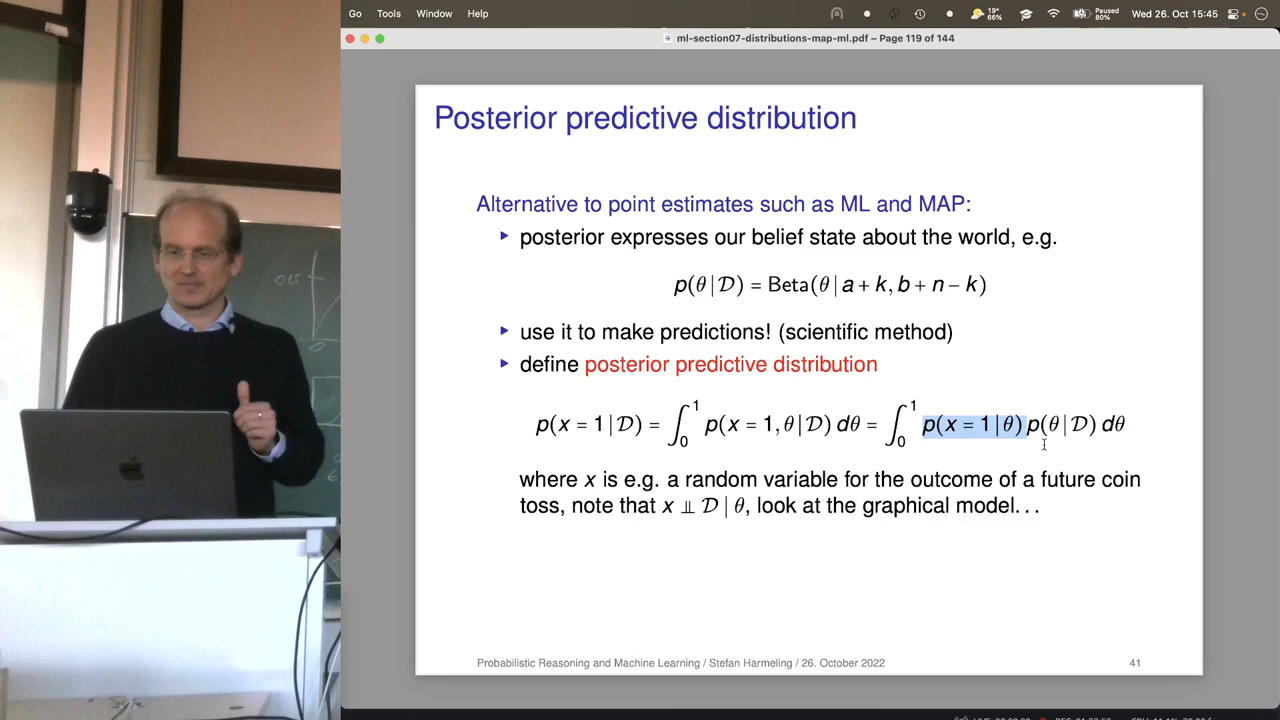 Go Tools Window Help
19° 66%
Paused 80%
Wed 26. Oct 15:45
ml-section07-distributions-map-ml.pdf – Page 119 of 144
Posterior predictive distribution
Alternative to point estimates such as ML and MAP:
▸ posterior expresses our belief state about the world, e.g.
p(θ | 𝒟) = Beta(θ | a + k, b + n − k)
▸ use it to make predictions! (scientific method)
▸ define posterior predictive distribution
p(x = 1 | 𝒟) = ∫₀¹ p(x = 1, θ | 𝒟) dθ = ∫₀¹ p(x = 1 | θ) p(θ | 𝒟) dθ
where x is e.g. a random variable for the outcome of a future coin
toss, note that x ⫫ 𝒟 | θ, look at the graphical model. . .
Probabilistic Reasoning and Machine Learning / Stefan Harmeling / 26. October 2022
41